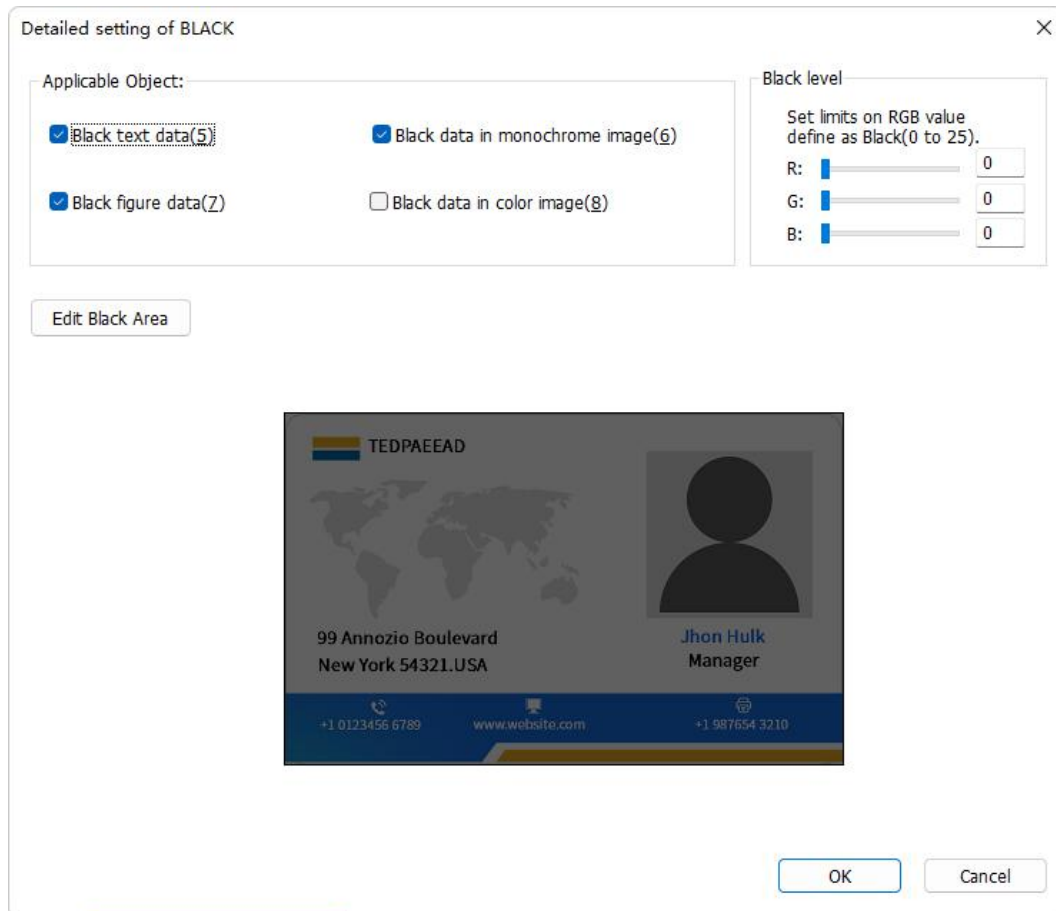 Detailed setting of BLACK
Applicable Object:
Black text data(5)
Black data in monochrome image(6)
Black figure data(7)
Black data in color image(8)
Black level
Set limits on RGB value
define as Black(0 to 25).
R: 0
G: 0
B: 0
Edit Black Area
TEDPAEEAD
99 Annozio Boulevard
New York 54321.USA
Jhon Hulk
Manager
+1 0123456 6789
www.website.com
+1 987654 3210
OK
Cancel